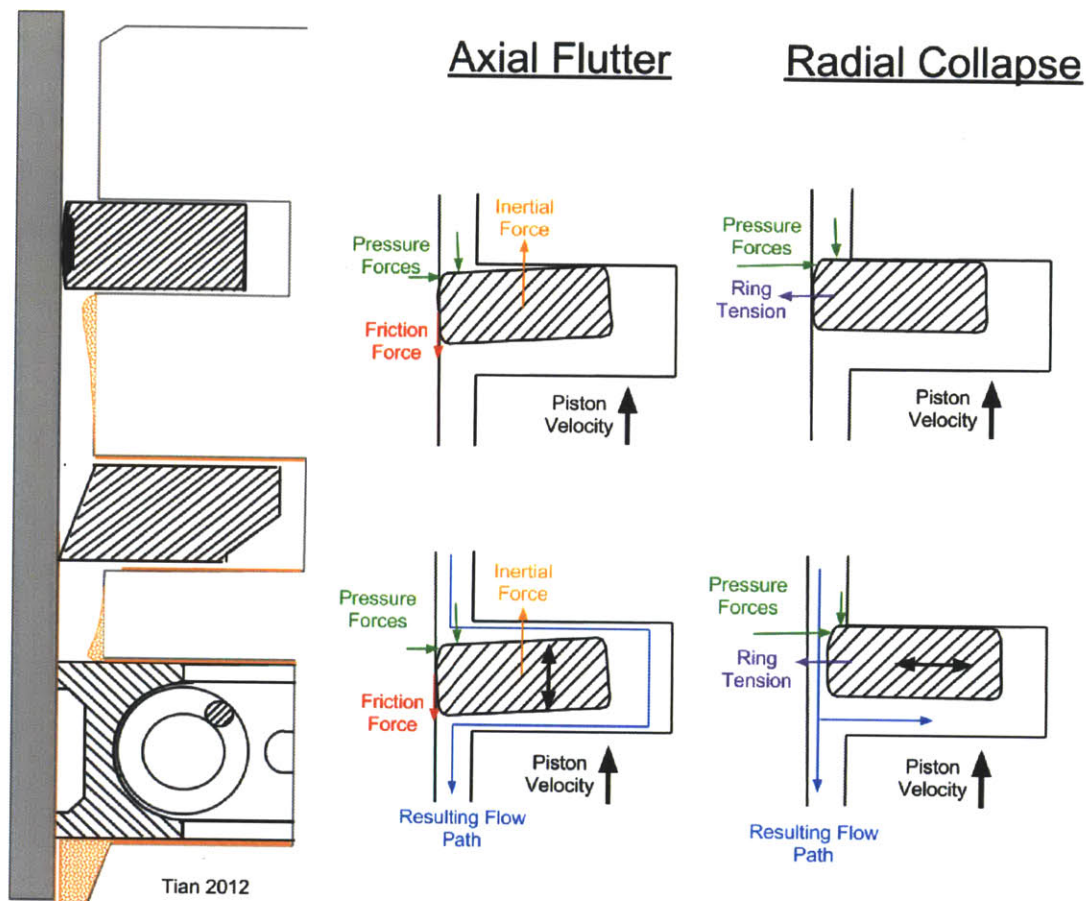 Axial Flutter
Radial Collapse
Inertial
Force
Pressure
Forces
Friction
Force
Piston
Velocity
Pressure
Forces
Ring
Tension
Piston
Velocity
Inertial
Force
Pressure
Forces
Friction
Force
Piston
Velocity
Resulting Flow
Path
Pressure
Forces
Ring
Tension
Piston
Velocity
Resulting Flow
Path
Tian 2012